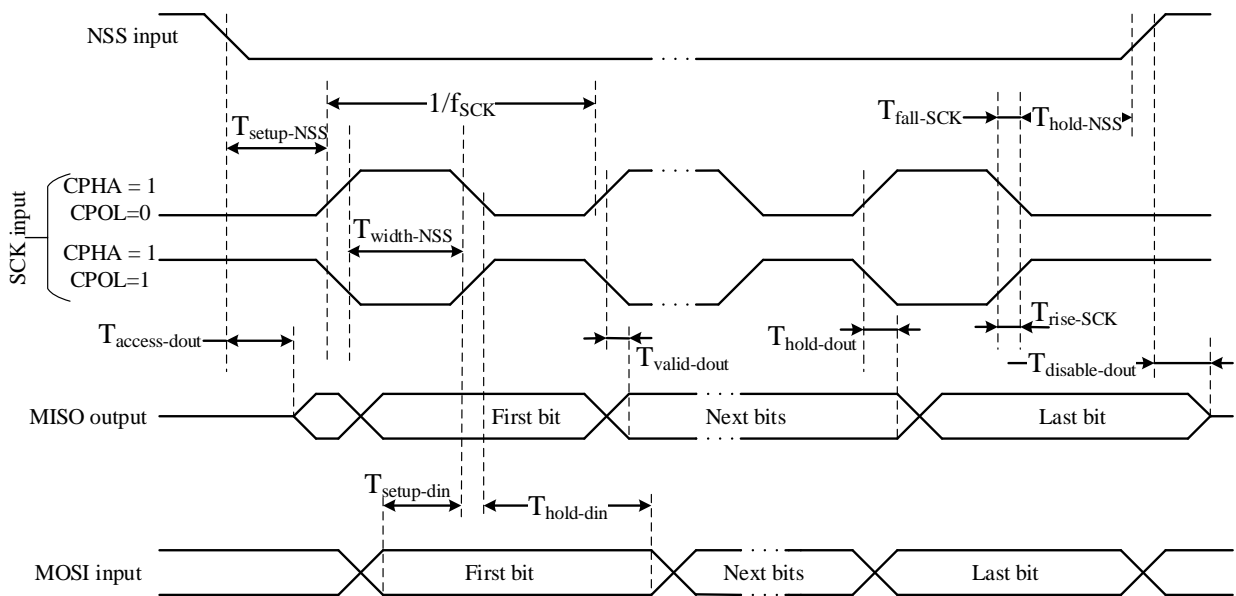 NSS input
1/fSCK
Tsetup-NSS
Tfall-SCK
Thold-NSS
SCK input
CPHA = 1
CPOL=0
Twidth-NSS
CPHA = 1
CPOL=1
Taccess-dout
Tvalid-dout
Thold-dout
Trise-SCK
Tdisable-dout
MISO output
First bit
Next bits
Last bit
Tsetup-din
Thold-din
MOSI input
First bit
Next bits
Last bit